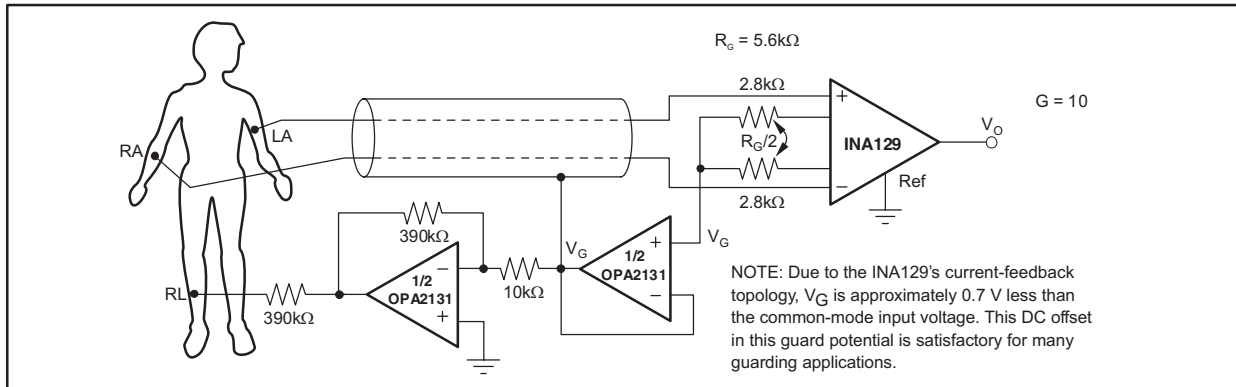 R_G = 5.6kΩ
2.8kΩ
G = 10
LA
RA
+
V_O
R_G/2
INA129
Ref
−
2.8kΩ
390kΩ
V_G
+
V_G
1/2
OPA2131
−
10kΩ
−
1/2
OPA2131
+
RL
390kΩ
NOTE: Due to the INA129's current-feedback
topology, V_G is approximately 0.7 V less than
the common-mode input voltage. This DC offset
in this guard potential is satisfactory for many
guarding applications.